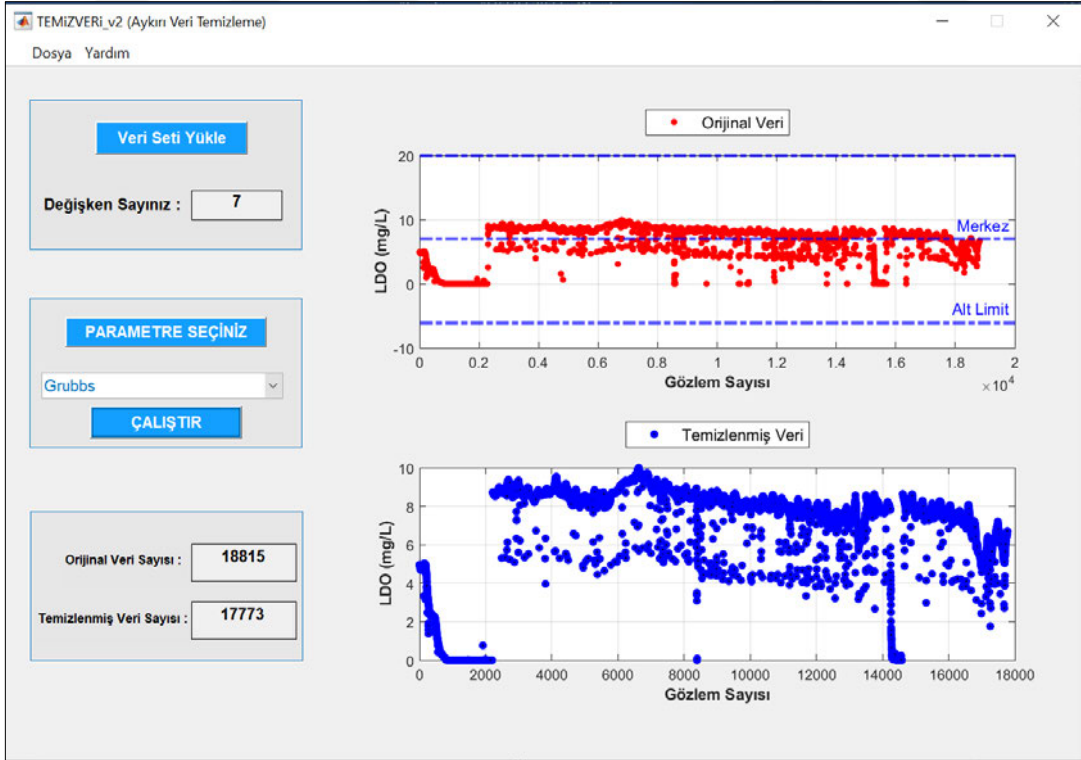 TEMiZVERi_v2 (Aykırı Veri Temizleme)
Dosya Yardım
Veri Seti Yükle
Değişken Sayınız : 7
PARAMETRE SEÇİNİZ
Grubbs
ÇALIŞTIR
Orijinal Veri Sayısı : 18815
Temizlenmiş Veri Sayısı : 17773
Orijinal Veri
20
10
0
-10
LDO (mg/L)
Merkez
Alt Limit
0 0.2 0.4 0.6 0.8 1 1.2 1.4 1.6 1.8 2
Gözlem Sayısı
×10⁴
Temizlenmiş Veri
10
8
6
4
2
0
LDO (mg/L)
0 2000 4000 6000 8000 10000 12000 14000 16000 18000
Gözlem Sayısı